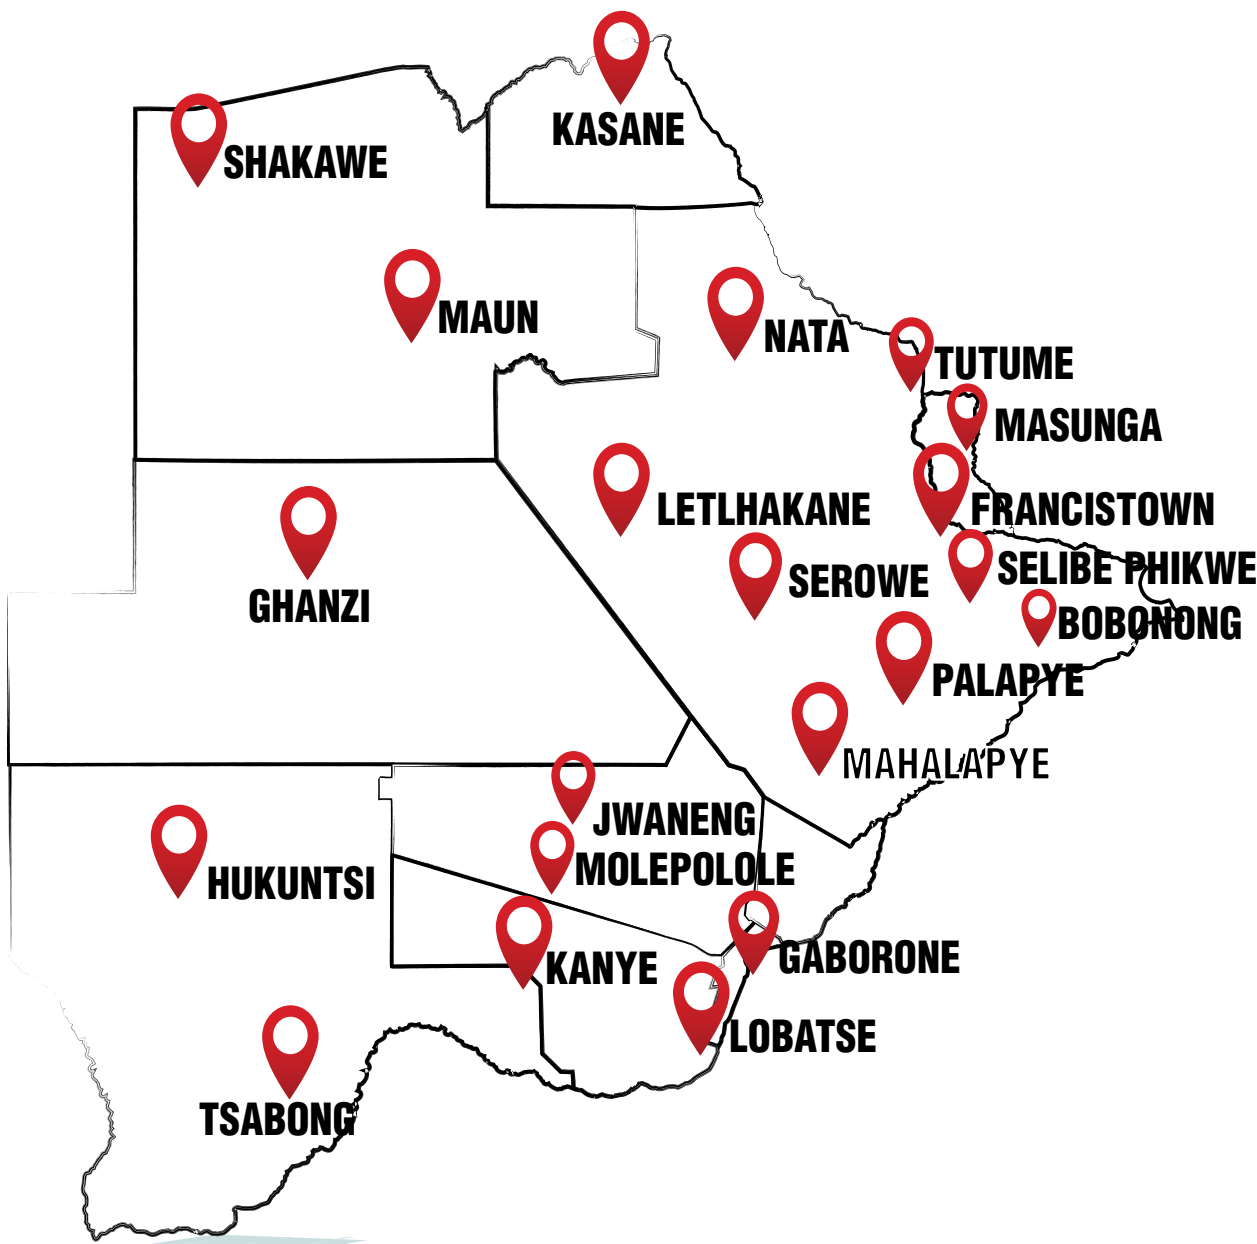 KASANE
SHAKAWE
MAUN
NATA
TUTUME
MASUNGA
LETLHAKANE
FRANCISTOWN
SELIBE PHIKWE
SEROWE
GHANZI
BOBONONG
PALAPYE
MAHALAPYE
JWANENG
MOLEPOLOLE
HUKUNTSI
GABORONE
KANYE
LOBATSE
TSABONG